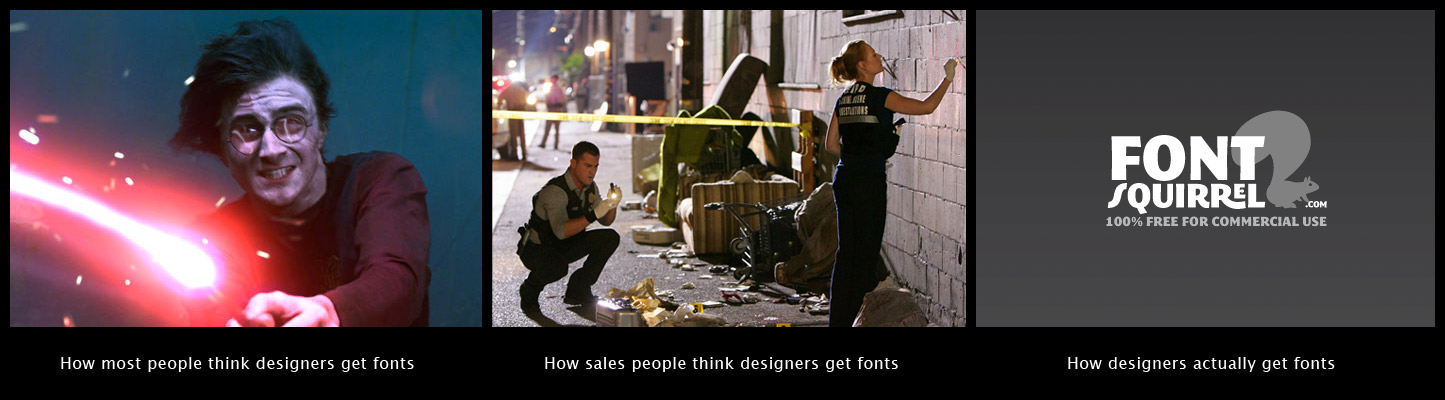 CRIME SCENE
INVESTIGATIONS
FONT
SQUIRREL
.COM
100% FREE FOR COMMERCIAL USE
How most people think designers get fonts
How sales people think designers get fonts
How designers actually get fonts